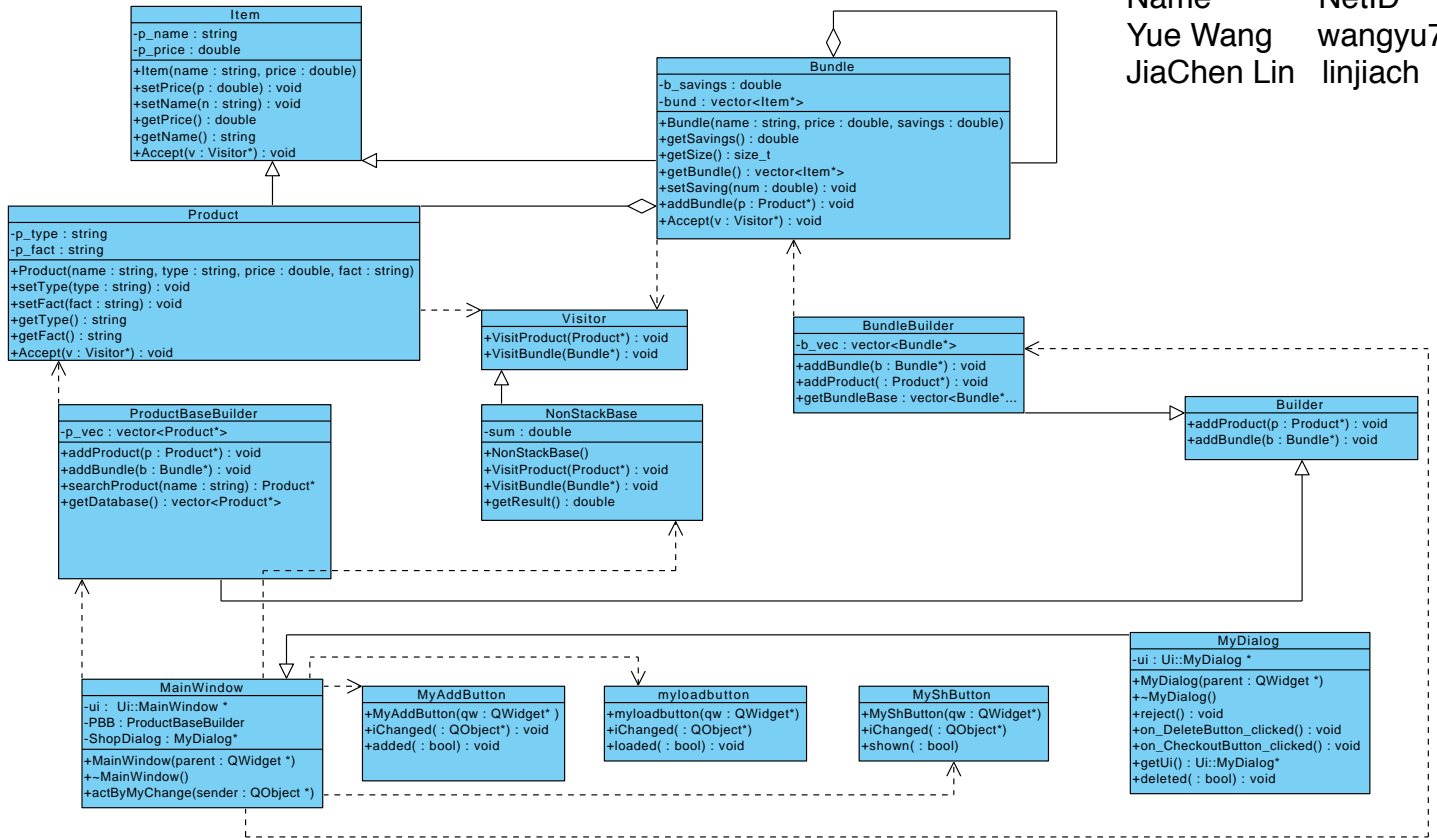 Name NetID
Yue Wang wangyu7
JiaChen Lin linjiach
Item
-p_name : string
-p_price : double
+Item(name : string, price : double)
+setPrice(p : double) : void
+setName(n : string) : void
+getPrice() : double
+getName() : string
+Accept(v : Visitor*) : void
Bundle
-b_savings : double
-bund : vector<Item*>
+Bundle(name : string, price : double, savings : double)
+getSavings() : double
+getSize() : size_t
+getBundle() : vector<Item*>
+setSaving(num : double) : void
+addBundle(p : Product*) : void
+Accept(v : Visitor*) : void
Product
-p_type : string
-p_fact : string
+Product(name : string, type : string, price : double, fact : string)
+setType(type : string) : void
+setFact(fact : string) : void
+getType() : string
+getFact() : string
+Accept(v : Visitor*) : void
Visitor
+VisitProduct(Product*) : void
+VisitBundle(Bundle*) : void
BundleBuilder
-b_vec : vector<Bundle*>
+addBundle(b : Bundle*) : void
+addProduct( : Product*) : void
+getBundleBase : vector<Bundle*...
ProductBaseBuilder
-p_vec : vector<Product*>
+addProduct(p : Product*) : void
+addBundle(b : Bundle*) : void
+searchProduct(name : string) : Product*
+getDatabase() : vector<Product*>
NonStackBase
-sum : double
+NonStackBase()
+VisitProduct(Product*) : void
+VisitBundle(Bundle*) : void
+getResult() : double
Builder
+addProduct(p : Product*) : void
+addBundle(b : Bundle*) : void
MainWindow
-ui : Ui::MainWindow *
-PBB : ProductBaseBuilder
-ShopDialog : MyDialog*
+MainWindow(parent : QWidget *)
+~MainWindow()
+actByMyChange(sender : QObject *)
MyAddButton
+MyAddButton(qw : QWidget* )
+iChanged( : QObject*) : void
+added( : bool) : void
myloadbutton
+myloadbutton(qw : QWidget*)
+iChanged( : QObject*)
+loaded( : bool) : void
MyShButton
+MyShButton(qw : QWidget*)
+iChanged( : QObject*)
+shown( : bool)
MyDialog
-ui : Ui::MyDialog *
+MyDialog(parent : QWidget *)
+~MyDialog()
+reject() : void
+on_DeleteButton_clicked() : void
+on_CheckoutButton_clicked() : void
+getUi() : Ui::MyDialog*
+deleted( : bool) : void